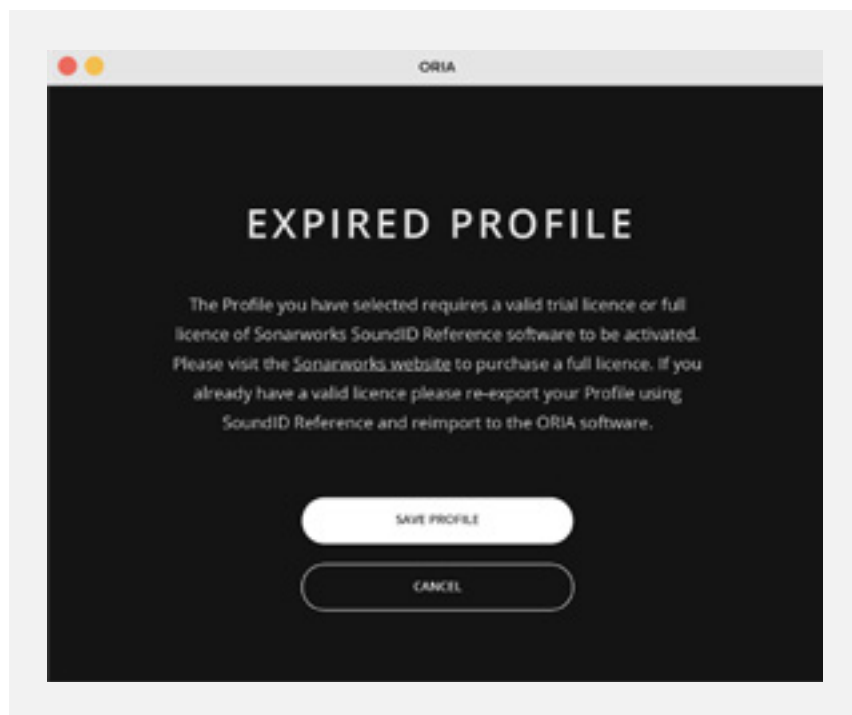 ORIA
EXPIRED PROFILE
The Profile you have selected requires a valid trial licence or full
licence of Sonarworks SoundID Reference software to be activated.
Please visit the Sonarworks website to purchase a full licence. If you
already have a valid licence please re-export your Profile using
SoundID Reference and reimport to the ORIA software.
SAVE PROFILE
CANCEL